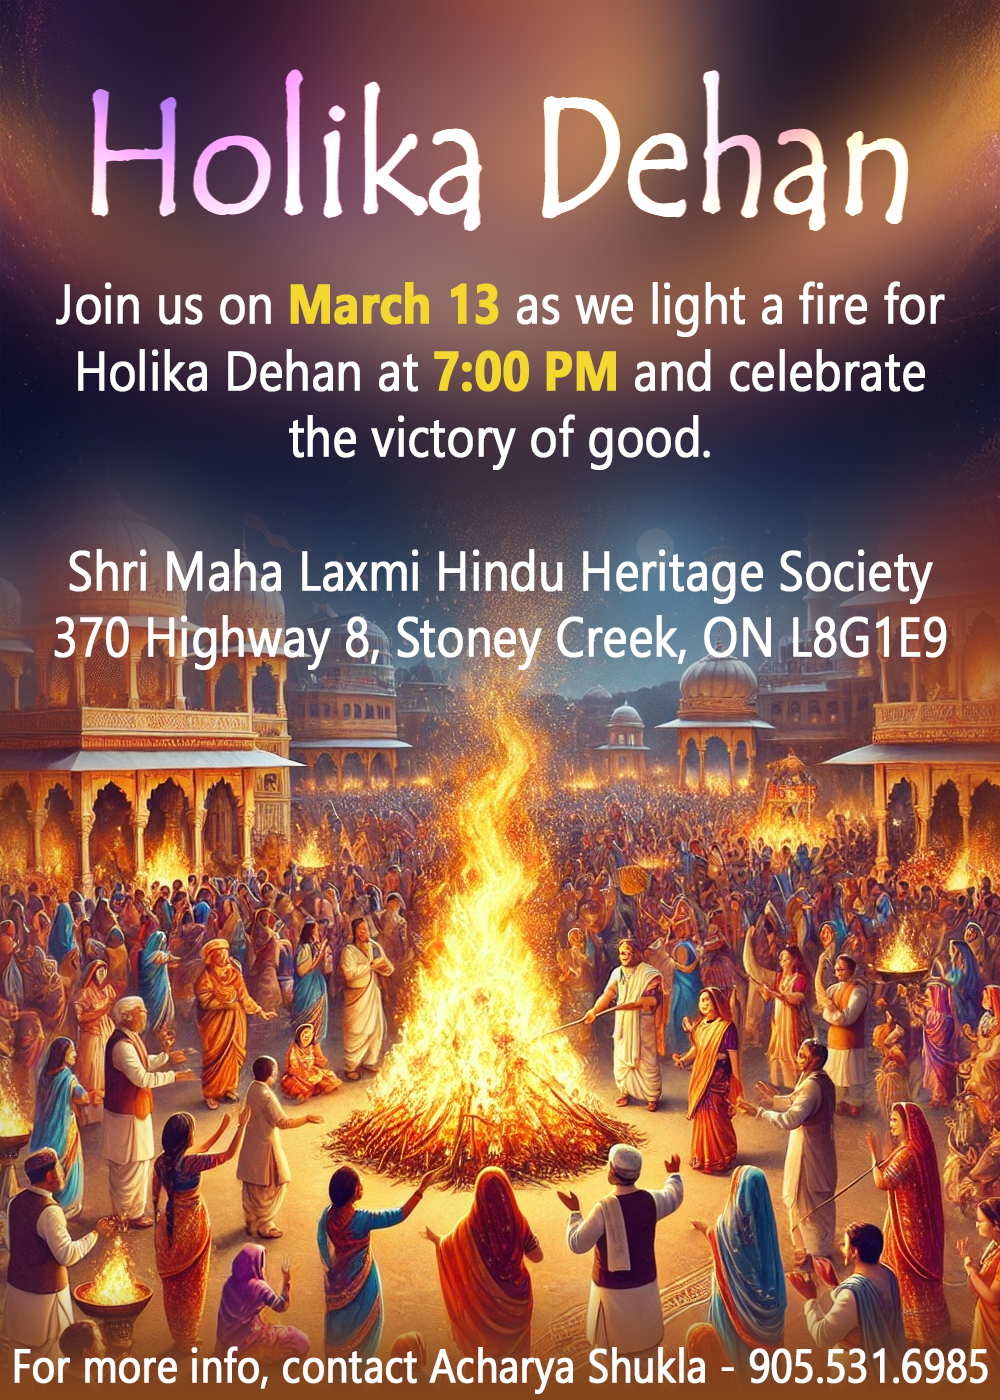 Holika Dehan
Join us on March 13 as we light a fire for
Holika Dehan at 7:00 PM and celebrate
the victory of good.
Shri Maha Laxmi Hindu Heritage Society
370 Highway 8, Stoney Creek, ON L8G1E9
For more info, contact Acharya Shukla - 905.531.6985